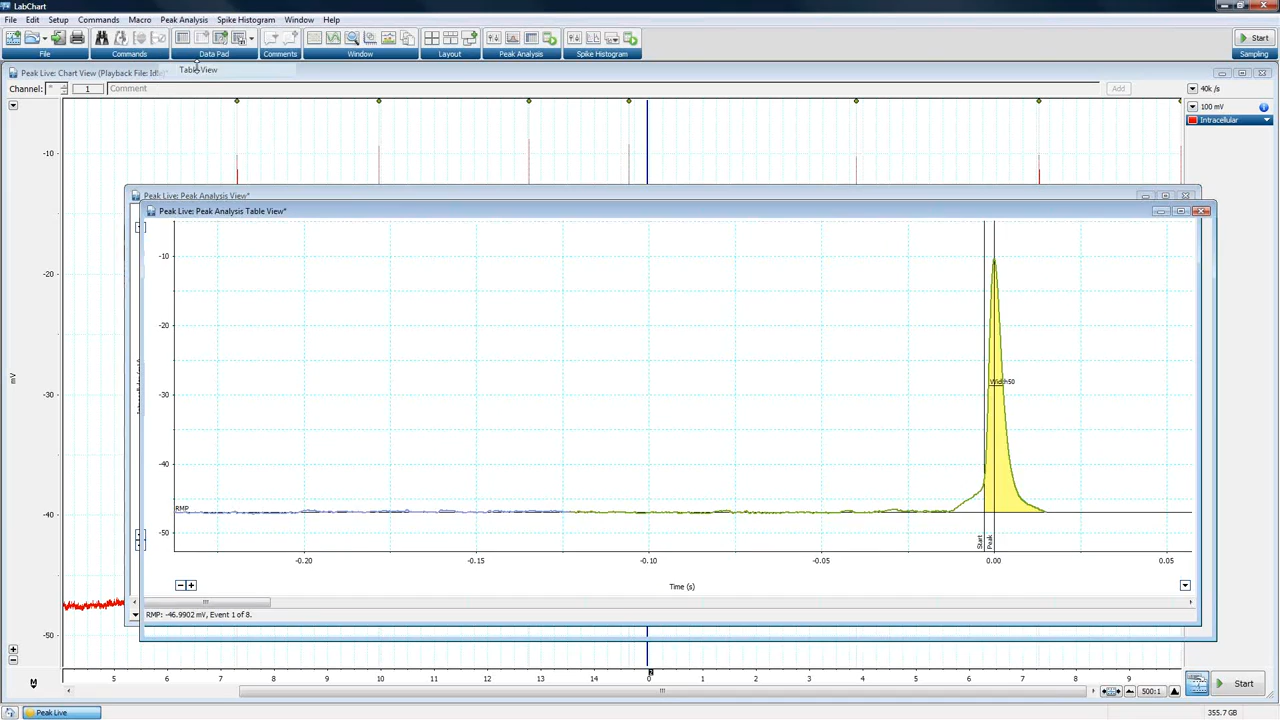 LabChart
File Edit Setup Commands Macro Peak Analysis Spike Histogram Window Help
Start
File Commands Data Pad Comments Window Layout Peak Analysis Spike Histogram Sampling
Table View
Peak Live: Chart View (Playback File: Idle)*
Channel: 1 Comment Add 40k /s
100 mV
Intracellular
-10
-20
-30
-40
-50
mV
Peak Live: Peak Analysis View*
Peak Live: Peak Analysis Table View*
-10
-20
-30
-40
-50
Width50
RMP
Start
Peak
-0.20 -0.15 -0.10 -0.05 0.00 0.05
Time (s)
RMP: -46.9902 mV, Event 1 of 8.
M 5 6 7 8 9 10 11 12 13 14 0 1 2 3 4 5 6 7 8 9
500:1 Start
Peak Live 355.7 GB